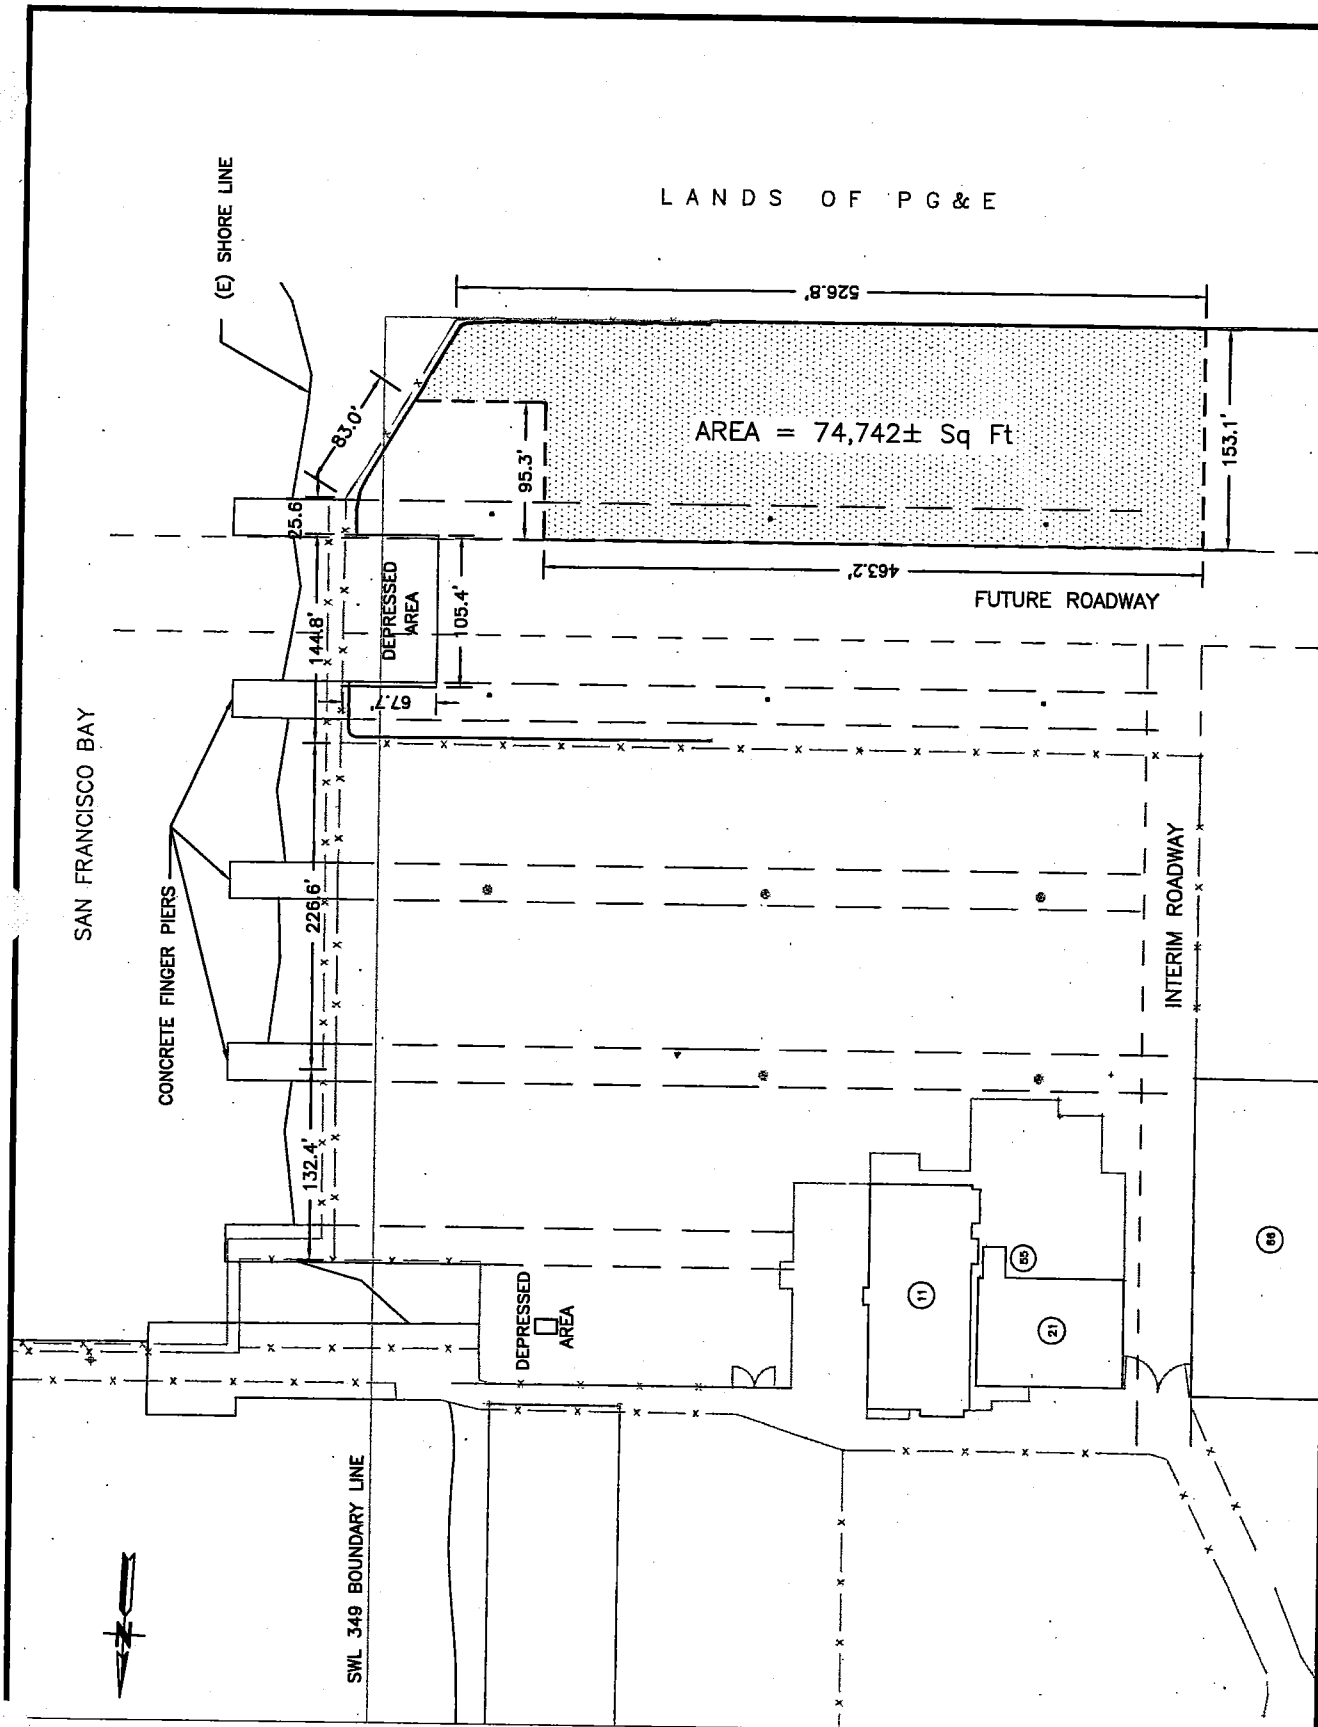 (E) SHORE LINE
LANDS OF PG&E
526.8'
83.0'
AREA = 74,742± Sq Ft
153.1'
95.3'
25.6'
463.2'
FUTURE ROADWAY
DEPRESSED
AREA
105.4'
144.8'
67.7'
SAN FRANCISCO BAY
CONCRETE FINGER PIERS
226.6'
INTERIM ROADWAY
132.4'
66
55
11
21
DEPRESSED
AREA
SWL 349 BOUNDARY LINE
N